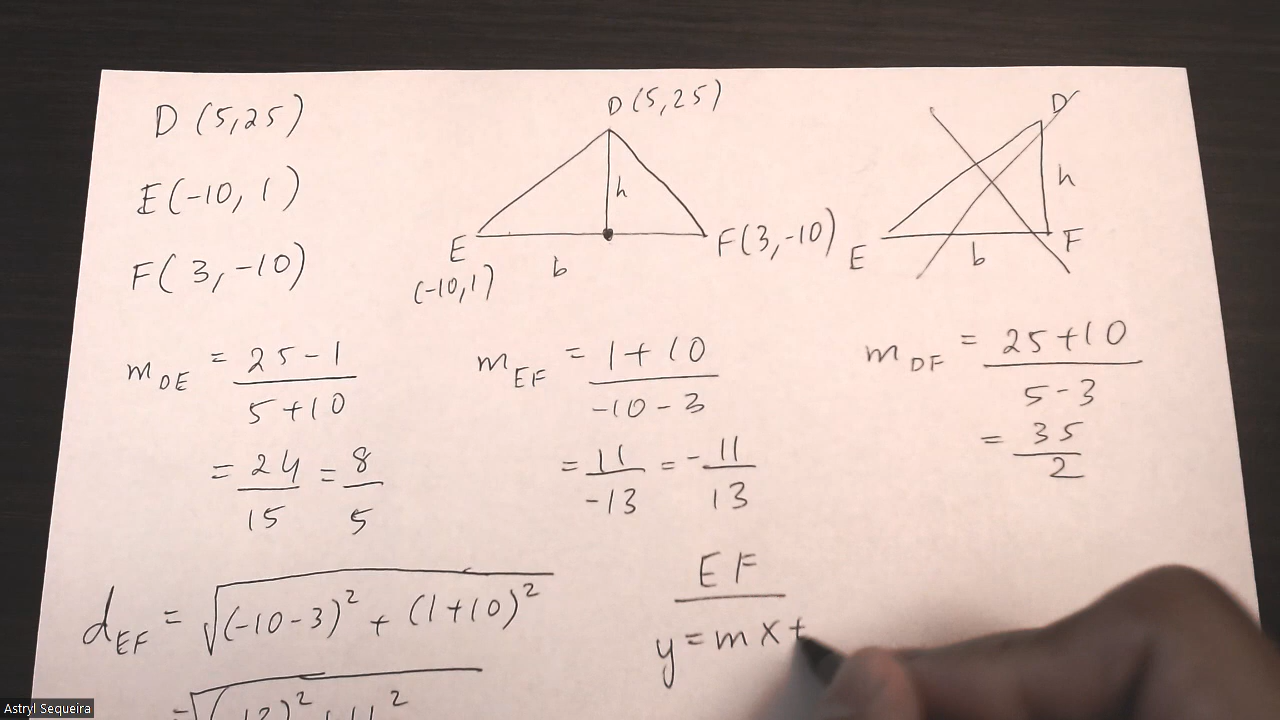 D (5,25)
E(-10, 1)
F( 3, -10)
D (5, 25)
h
E
(-10,1)
b
F(3,-10)
D
h
E
b
F
m_DE = (25-1)/(5+10)
= 24/15 = 8/5
m_EF = (1+10)/(-10-3)
= 11/-13 = -11/13
m_DF = (25+10)/(5-3)
= 35/2
d_EF = √((-10-3)² + (1+10)²)
EF
y = mx +
Astryl Sequeira